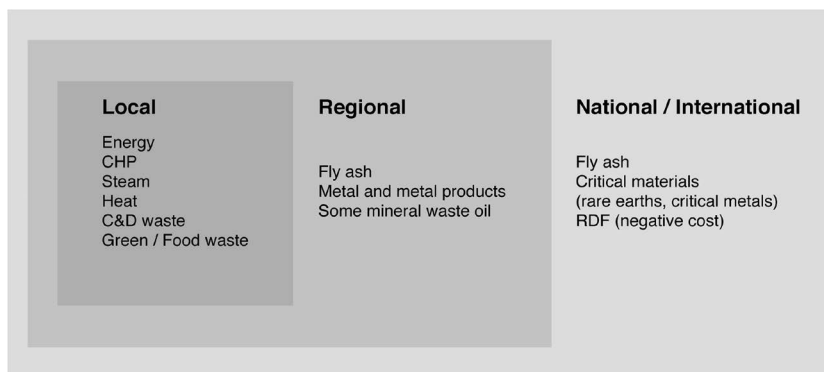 Local
Energy
CHP
Steam
Heat
C&D waste
Green / Food waste
Regional
Fly ash
Metal and metal products
Some mineral waste oil
National / International
Fly ash
Critical materials
(rare earths, critical metals)
RDF (negative cost)